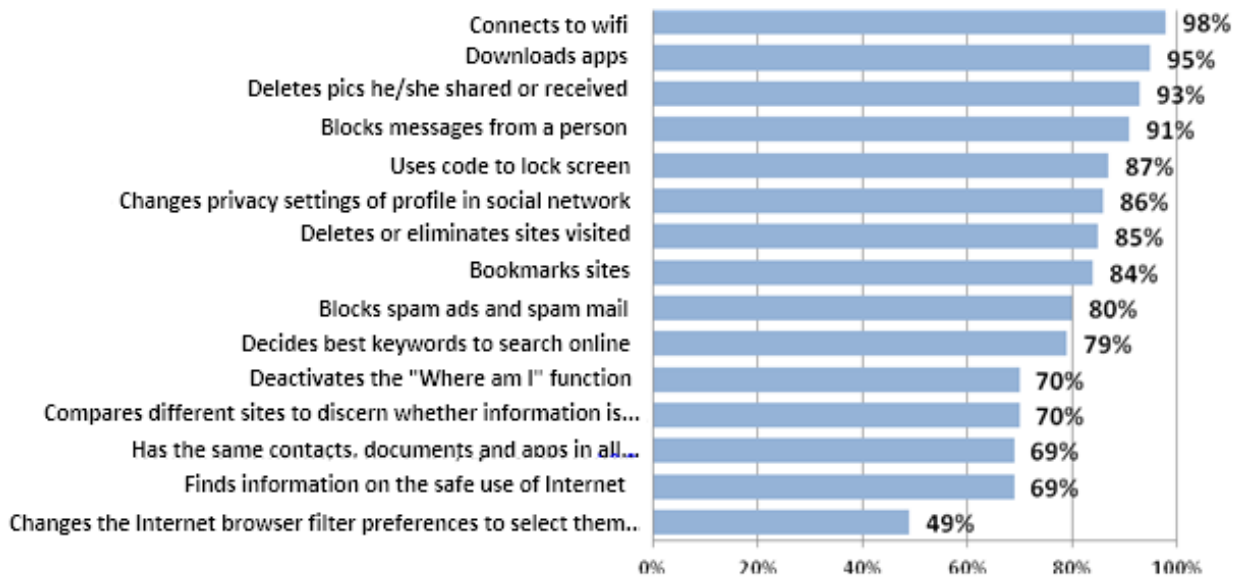 Connects to wifi 98%
Downloads apps 95%
Deletes pics he/she shared or received 93%
Blocks messages from a person 91%
Uses code to lock screen 87%
Changes privacy settings of profile in social network 86%
Deletes or eliminates sites visited 85%
Bookmarks sites 84%
Blocks spam ads and spam mail 80%
Decides best keywords to search online 79%
Deactivates the "Where am I" function 70%
Compares different sites to discern whether information is... 70%
Has the same contacts, documents and apps in all... 69%
Finds information on the safe use of Internet 69%
Changes the Internet browser filter preferences to select them... 49%
0% 20% 40% 60% 80% 100%